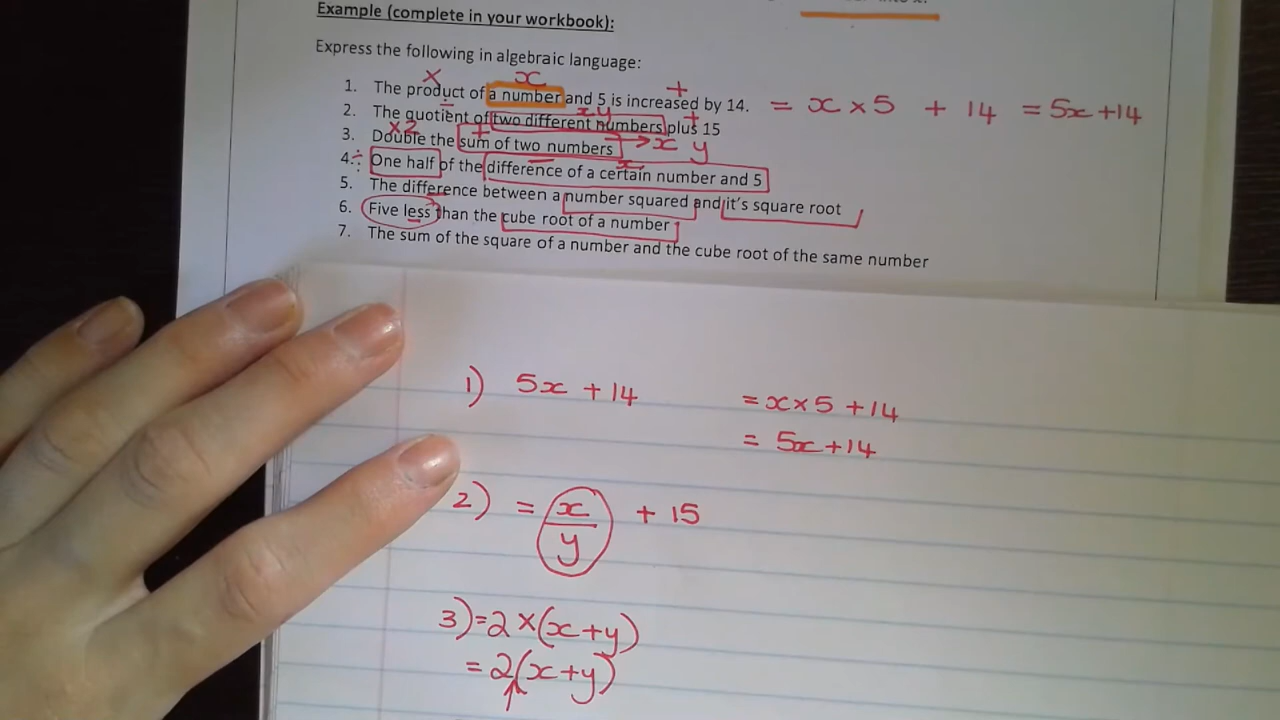 Example (complete in your workbook):
Express the following in algebraic language:
× x +
1. The product of a number and 5 is increased by 14. = x × 5 + 14 = 5x + 14
÷ x y +
2. The quotient of two different numbers plus 15
×2 + → x y
3. Double the sum of two numbers
÷ − x
4. One half of the difference of a certain number and 5
5. The difference between a number squared and it's square root
6. Five less than the cube root of a number
7. The sum of the square of a number and the cube root of the same number
1) 5x + 14 = x × 5 + 14
= 5x + 14
2) = x/y + 15
3) = 2 × (x + y)
= 2(x + y)